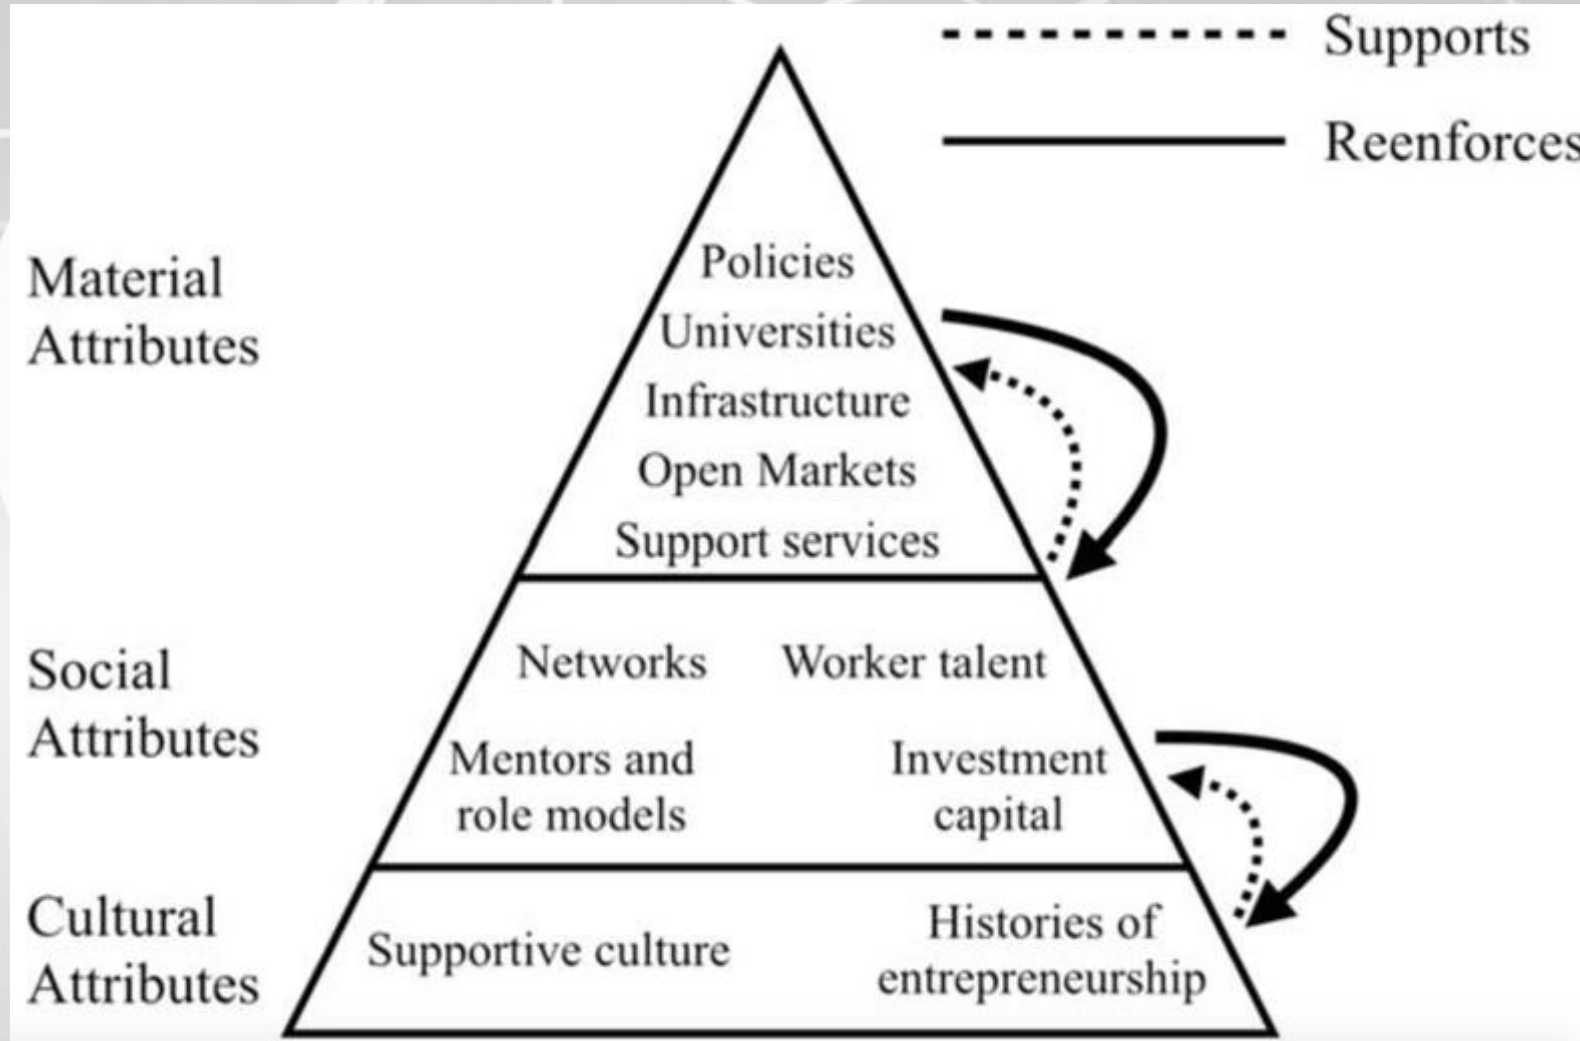 Supports
Reenforces
Material
Attributes
Policies
Universities
Infrastructure
Open Markets
Support services
Social
Attributes
Networks Worker talent
Mentors and
role models
Investment
capital
Cultural
Attributes
Supportive culture
Histories of
entrepreneurship